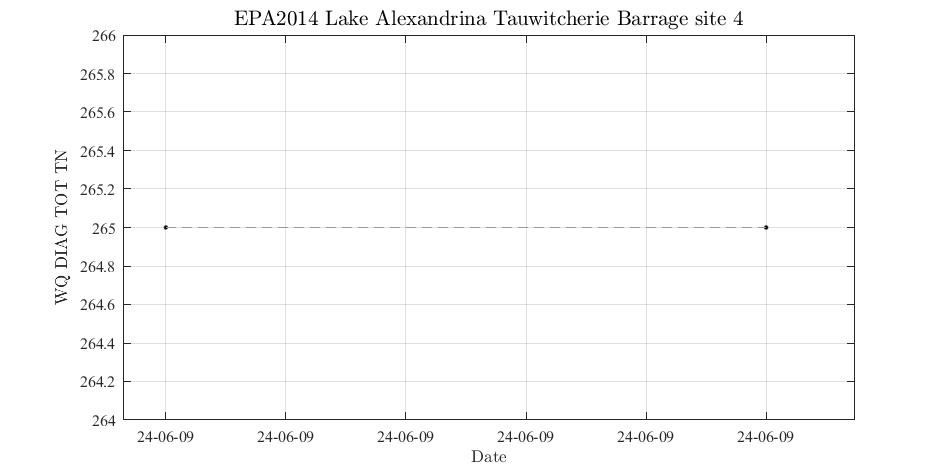 EPA2014 Lake Alexandrina Tauwitcherie Barrage site 4
266
265.8
265.6
265.4
265.2
265
264.8
264.6
264.4
264.2
264
WQ DIAG TOT TN
24-06-09 24-06-09 24-06-09 24-06-09 24-06-09 24-06-09
Date